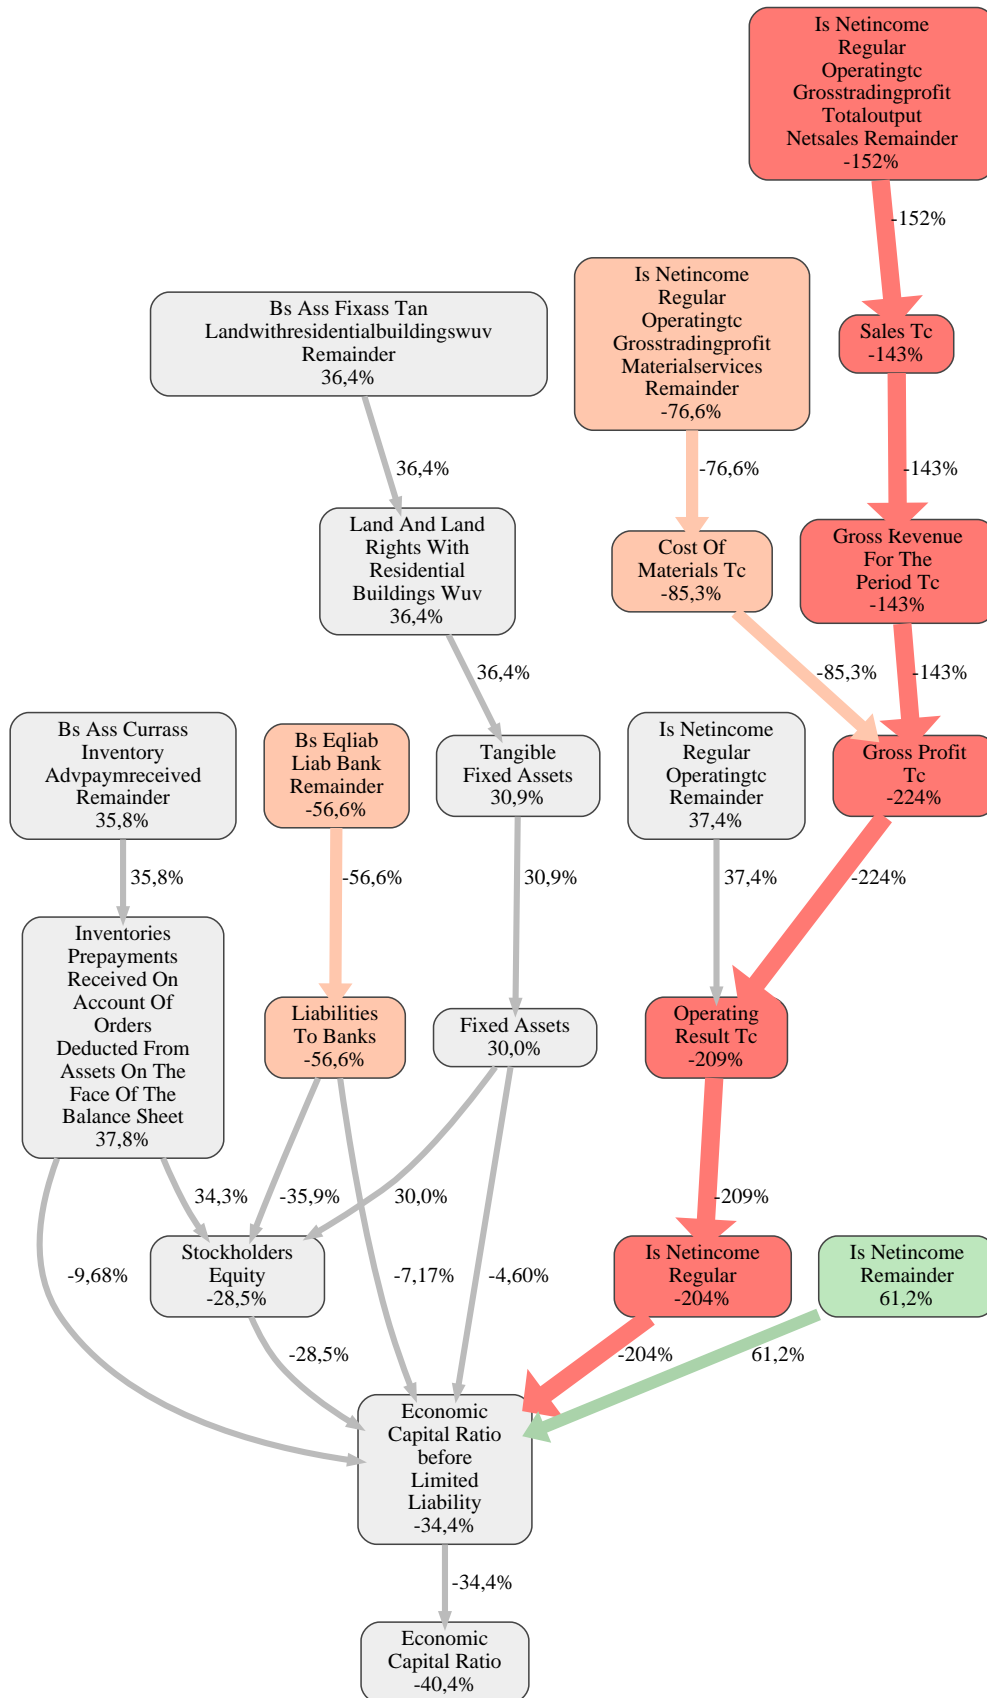 Is Netincome
Regular
Operatingtc
Grosstradingprofit
Totaloutput
Netsales Remainder
-152%
-152%
Is Netincome
Regular
Operatingtc
Grosstradingprofit
Materialservices
Remainder
-76,6%
Bs Ass Fixass Tan
Landwithresidentialbuildingswuv
Remainder
36,4%
Sales Tc
-143%
36,4%
-76,6%
-143%
Land And Land
Rights With
Residential
Buildings Wuv
36,4%
Cost Of
Materials Tc
-85,3%
Gross Revenue
For The
Period Tc
-143%
36,4%
-85,3%
-143%
Bs Ass Currass
Inventory
Advpaymreceived
Remainder
35,8%
Bs Eqliab
Liab Bank
Remainder
-56,6%
Tangible
Fixed Assets
30,9%
Is Netincome
Regular
Operatingtc
Remainder
37,4%
Gross Profit
Tc
-224%
35,8%
-56,6%
30,9%
37,4%
-224%
Inventories
Prepayments
Received On
Account Of
Orders
Deducted From
Assets On The
Face Of The
Balance Sheet
37,8%
Liabilities
To Banks
-56,6%
Fixed Assets
30,0%
Operating
Result Tc
-209%
34,3%
-35,9%
30,0%
-209%
Stockholders
Equity
-28,5%
-9,68%
-7,17%
-4,60%
Is Netincome
Regular
-204%
Is Netincome
Remainder
61,2%
-28,5%
-204%
61,2%
Economic
Capital Ratio
before
Limited
Liability
-34,4%
-34,4%
Economic
Capital Ratio
-40,4%